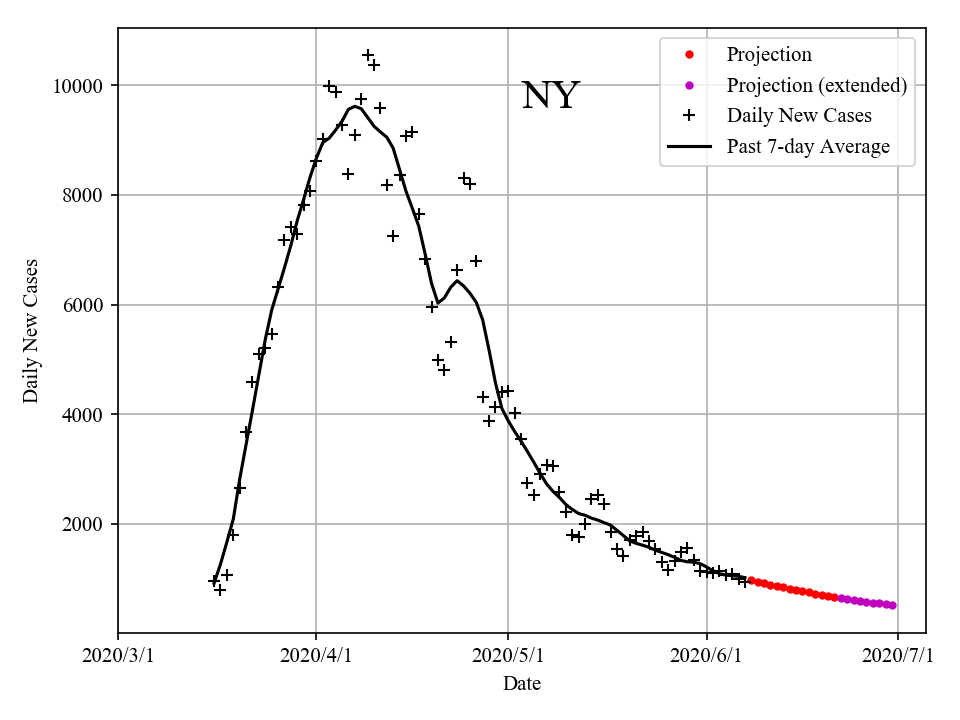 NY
Projection
Projection (extended)
Daily New Cases
Past 7-day Average
10000
8000
6000
4000
2000
Daily New Cases
2020/3/1
2020/4/1
2020/5/1
2020/6/1
2020/7/1
Date